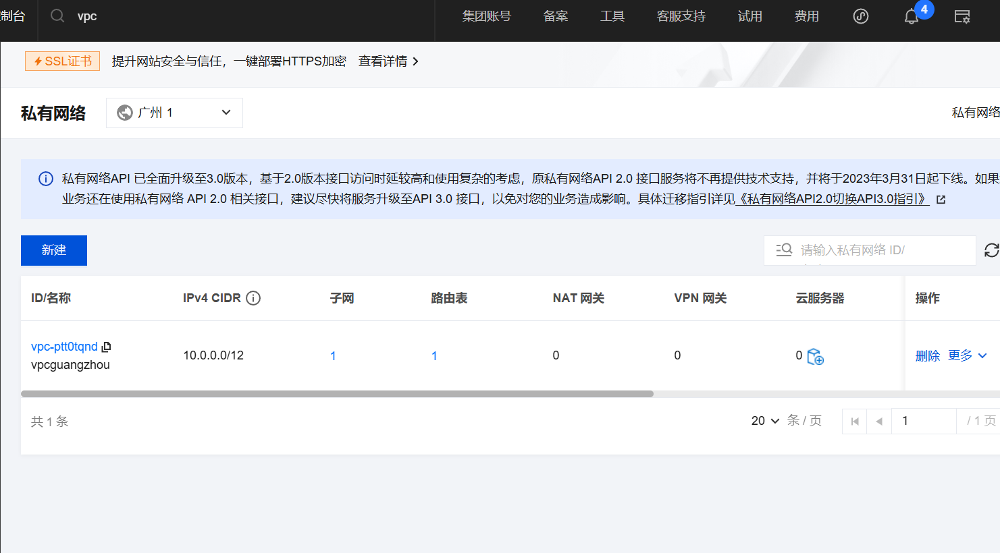 制台
vpc
集团账号
备案
工具
客服支持
试用
费用
4
SSL证书
提升网站安全与信任，一键部署HTTPS加密 查看详情
私有网络
广州 1
私有网络
私有网络API 已全面升级至3.0版本，基于2.0版本接口访问时延较高和使用复杂的考虑，原私有网络API 2.0 接口服务将不再提供技术支持，并将于2023年3月31日起下线。如果
业务还在使用私有网络 API 2.0 相关接口，建议尽快将服务升级至API 3.0 接口，以免对您的业务造成影响。具体迁移指引详见《私有网络API2.0切换API3.0指引》
新建
请输入私有网络 ID/
ID/名称
IPv4 CIDR
子网
路由表
NAT 网关
VPN 网关
云服务器
操作
vpc-ptt0tqnd
vpcguangzhou
10.0.0.0/12
1
1
0
0
0
删除
更多
共 1 条
20 条 / 页
1
/ 1 页